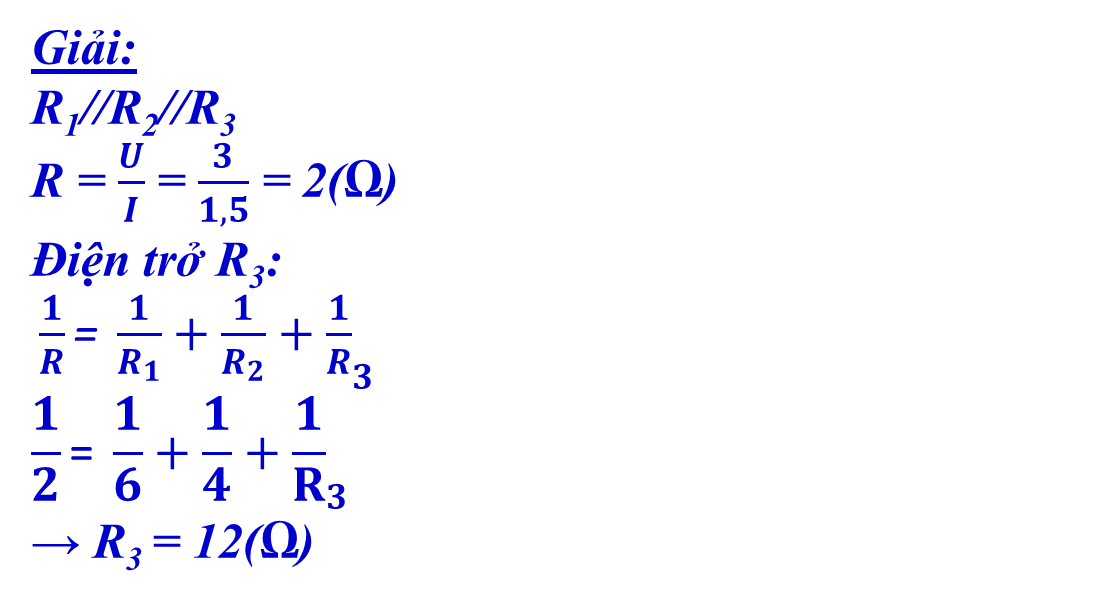 Giải:
R₁//R₂//R₃
R = U/I = 3/1,5 = 2(Ω)
Điện trở R₃:
1/R = 1/R₁ + 1/R₂ + 1/R₃
1/2 = 1/6 + 1/4 + 1/R₃
→ R₃ = 12(Ω)